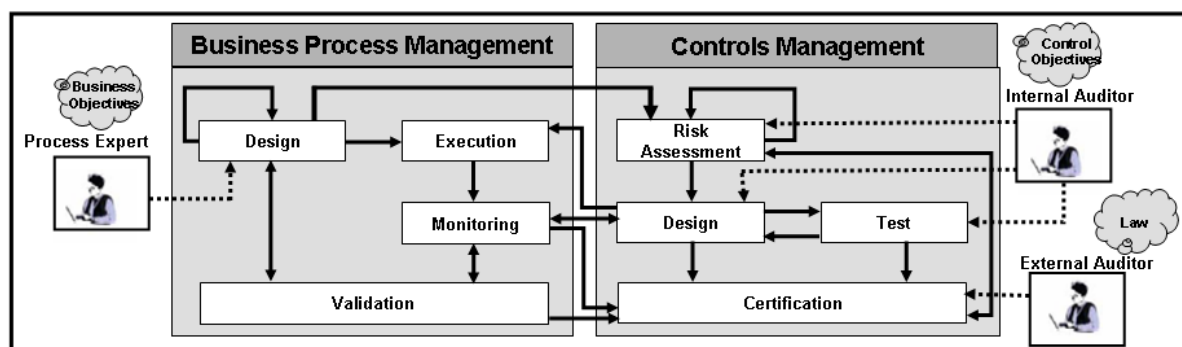 Business Process Management
Controls Management
Business
Objectives
Process Expert
Control
Objectives
Internal Auditor
Design
Execution
Risk
Assessment
Monitoring
Design
Test
Law
External Auditor
Validation
Certification